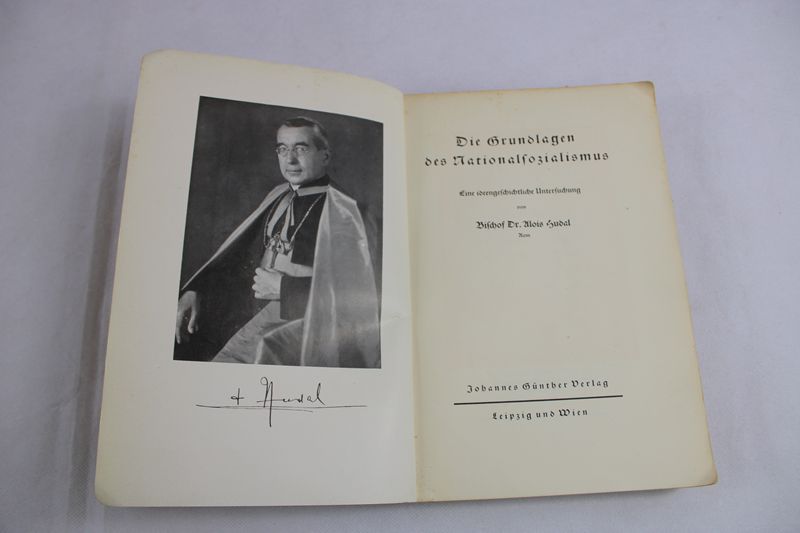 + Hudal
Die Grundlagen
des Nationalsozialismus
Eine ideengeschichtliche Untersuchung
von
Bischof Dr. Alois Hudal
Rom
Johannes Günther Verlag
Leipzig und Wien